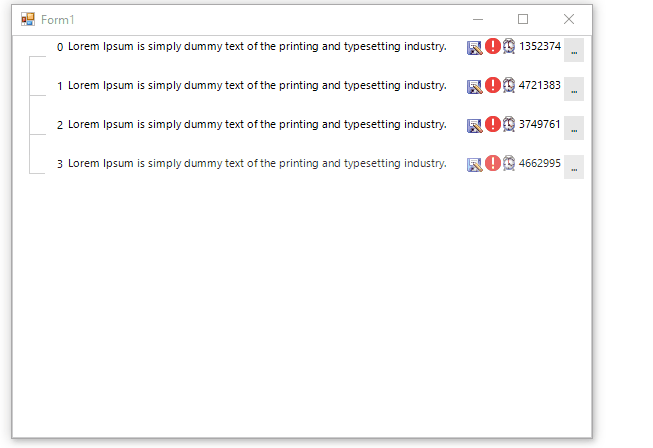 Form1
0 Lorem Ipsum is simply dummy text of the printing and typesetting industry. 1352374 ...
1 Lorem Ipsum is simply dummy text of the printing and typesetting industry. 4721383 ...
2 Lorem Ipsum is simply dummy text of the printing and typesetting industry. 3749761 ...
3 Lorem Ipsum is simply dummy text of the printing and typesetting industry. 4662995 ...